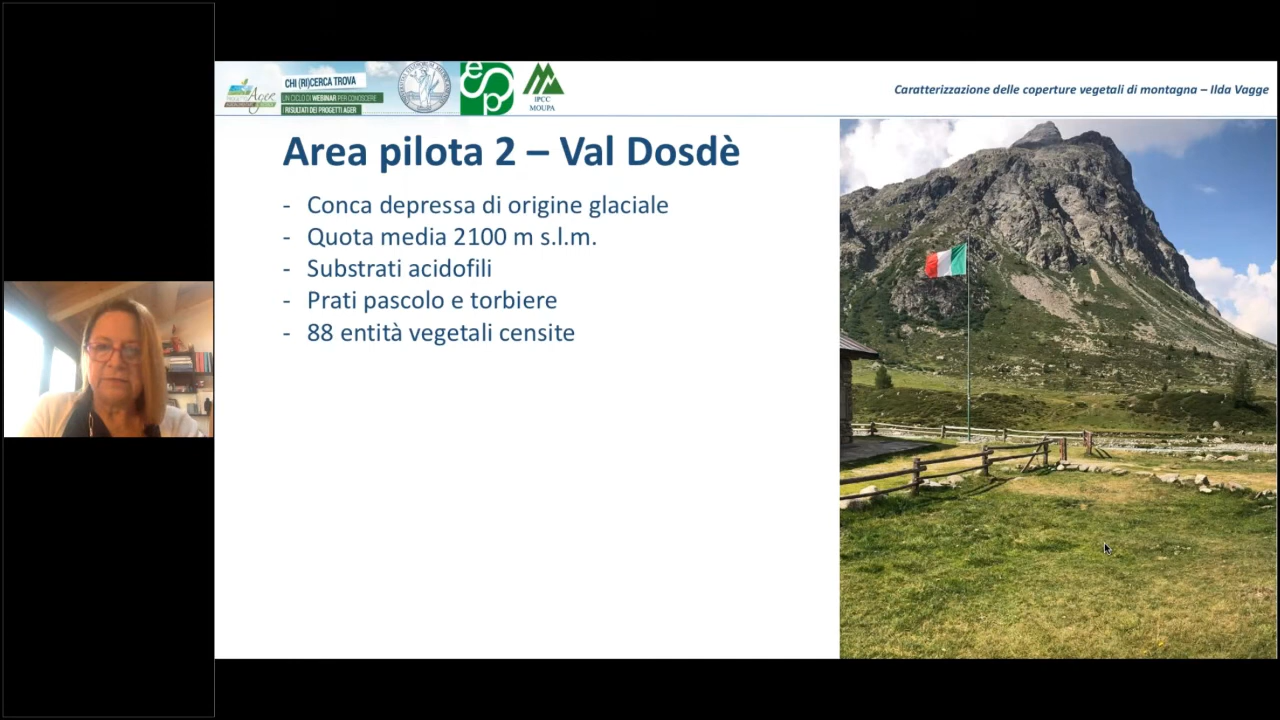 Ager
CHI (RI)CERCA TROVA
UN CICLO DI WEBINAR PER CONOSCERE
I RISULTATI DEI PROGETTI AGER
esp
IPCC
MOUPA
Caratterizzazione delle coperture vegetali di montagna – Ilda Vagge
Area pilota 2 – Val Dosdè
- Conca depressa di origine glaciale
- Quota media 2100 m s.l.m.
- Substrati acidofili
- Prati pascolo e torbiere
- 88 entità vegetali censite